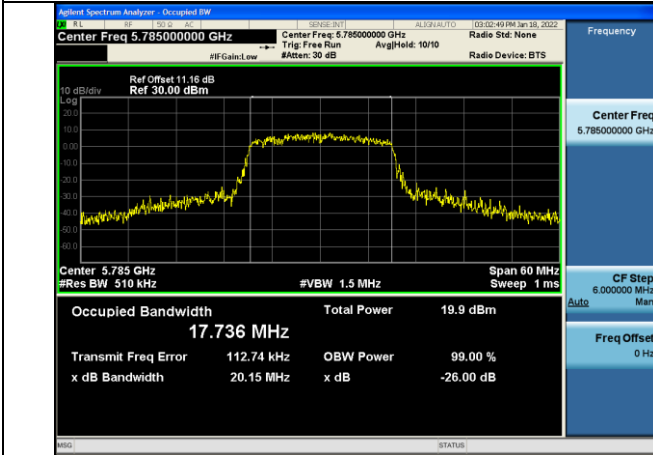 Agilent Spectrum Analyzer - Occupied BW
RL RF 50 Ω AC SENSE:INT ALIGN AUTO 03:02:49 PM Jan 18, 2022
Center Freq 5.785000000 GHz
Center Freq: 5.785000000 GHz
Radio Std: None
Trig: Free Run Avg|Hold: 10/10
#IFGain:Low #Atten: 30 dB Radio Device: BTS
Ref Offset 11.16 dB
10 dB/div Ref 30.00 dBm
Log
20.0
10.0
0.00
-10.0
-20.0
-30.0
-40.0
-50.0
-60.0
Center 5.785 GHz Span 60 MHz
#Res BW 510 kHz #VBW 1.5 MHz Sweep 1 ms
Occupied Bandwidth Total Power 19.9 dBm
17.736 MHz
Transmit Freq Error 112.74 kHz OBW Power 99.00 %
x dB Bandwidth 20.15 MHz x dB -26.00 dB
MSG STATUS
Frequency
Center Freq
5.785000000 GHz
CF Step
6.000000 MHz
Auto Man
Freq Offset
0 Hz